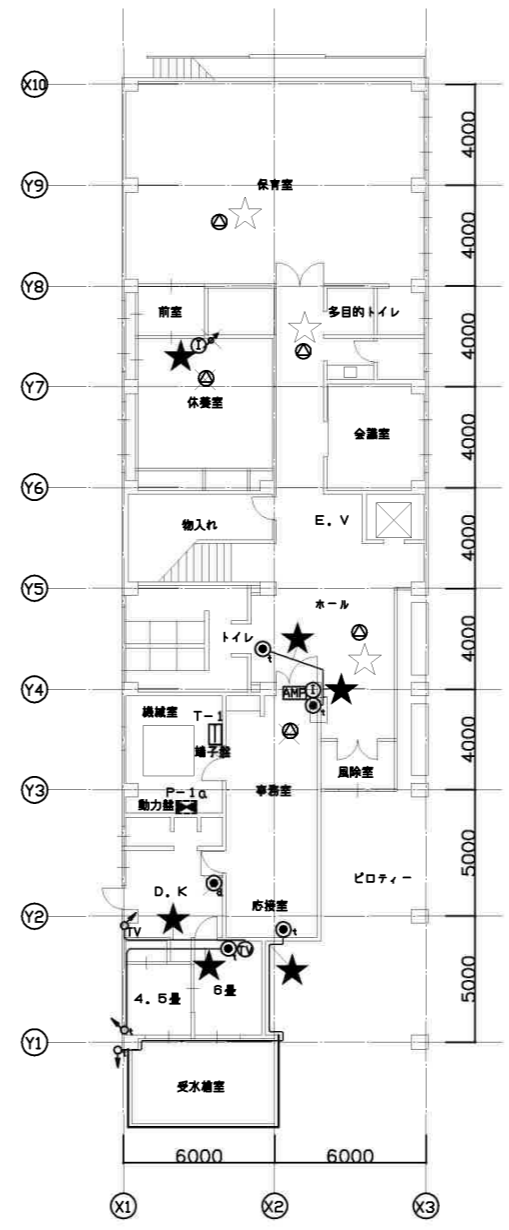 X10
4000
Y9
保育室
4000
Y8
前室
多目的トイレ
I
4000
Y7
休養室
会議室
4000
Y6
物入れ
E.V
4000
Y5
ホール
トイレ
t
4000
Y4
AMP
I
t
機械室
T-1
端子盤
4000
風除室
Y3
事務室
P-1a
動力盤
ピロティー
5000
D.K
a
応接室
Y2
TV
t
t
TV
5000
4.5畳
6畳
t
Y1
T
受水槽室
6000
6000
X1
X2
X3